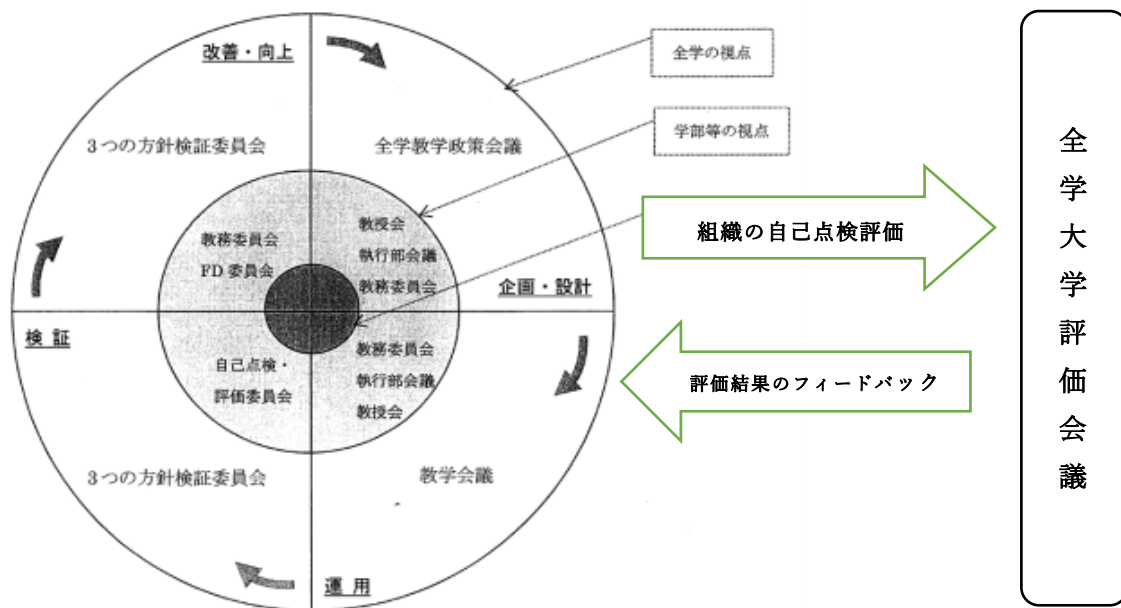 改善・向上
全学の視点
学部等の視点
3つの方針検証委員会
全学教学政策会議
教務委員会
FD 委員会
教授会
執行部会議
教務委員会
企画・設計
検 証
自己点検・
評価委員会
教務委員会
執行部会議
教授会
3つの方針検証委員会
教学会議
運 用
組織の自己点検評価
評価結果のフィードバック
全学大学評価会議